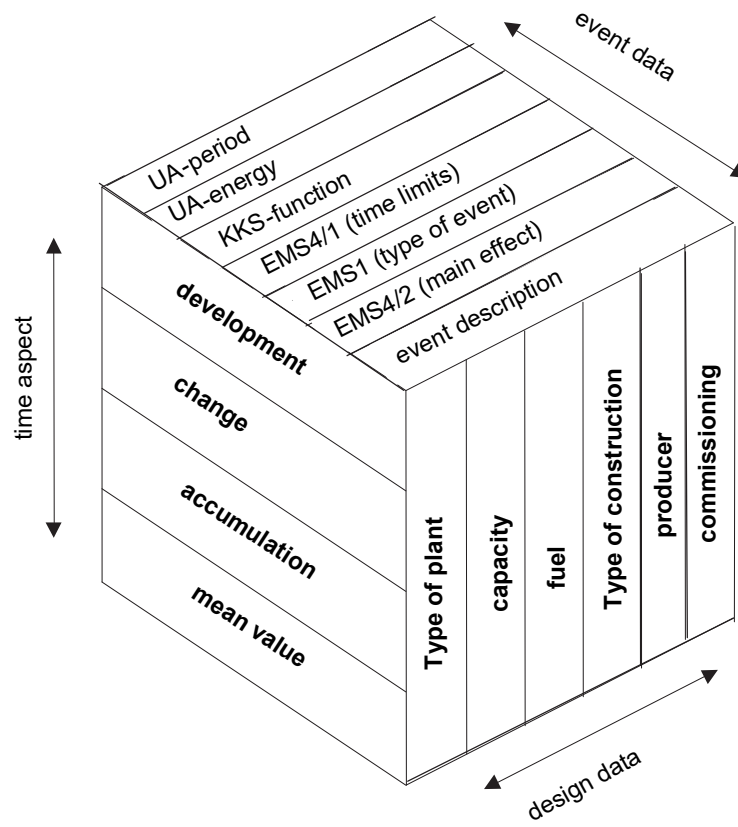 event data
UA-period
UA-energy
KKS-function
EMS4/1 (time limits)
EMS1 (type of event)
EMS4/2 (main effect)
event description
time aspect
development
change
accumulation
mean value
Type of plant
capacity
fuel
Type of construction
producer
commissioning
design data